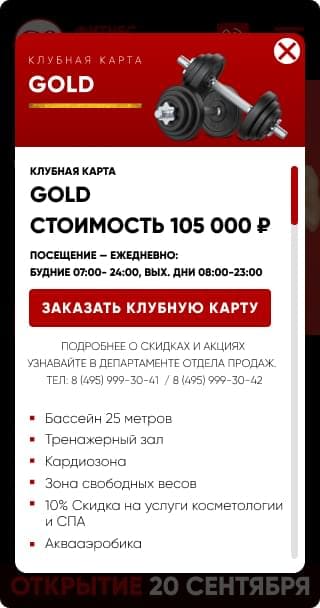 КЛУБНАЯ КАРТА
GOLD
КЛУБНАЯ КАРТА
GOLD
СТОИМОСТЬ 105 000 ₽
ПОСЕЩЕНИЕ – ЕЖЕДНЕВНО:
БУДНИЕ 07:00- 24:00, ВЫХ. ДНИ 08:00-23:00
ЗАКАЗАТЬ КЛУБНУЮ КАРТУ
ПОДРОБНЕЕ О СКИДКАХ И АКЦИЯХ
УЗНАВАЙТЕ В ДЕПАРТАМЕНТЕ ОТДЕЛА ПРОДАЖ.
ТЕЛ: 8 (495) 999-30-41 / 8 (495) 999-30-42
Бассейн 25 метров
Тренажерный зал
Кардиозона
Зона свободных весов
10% Скидка на услуги косметологии
и СПА
Аквааэробика
ОТКРЫТИЕ 20 СЕНТЯБРЯ